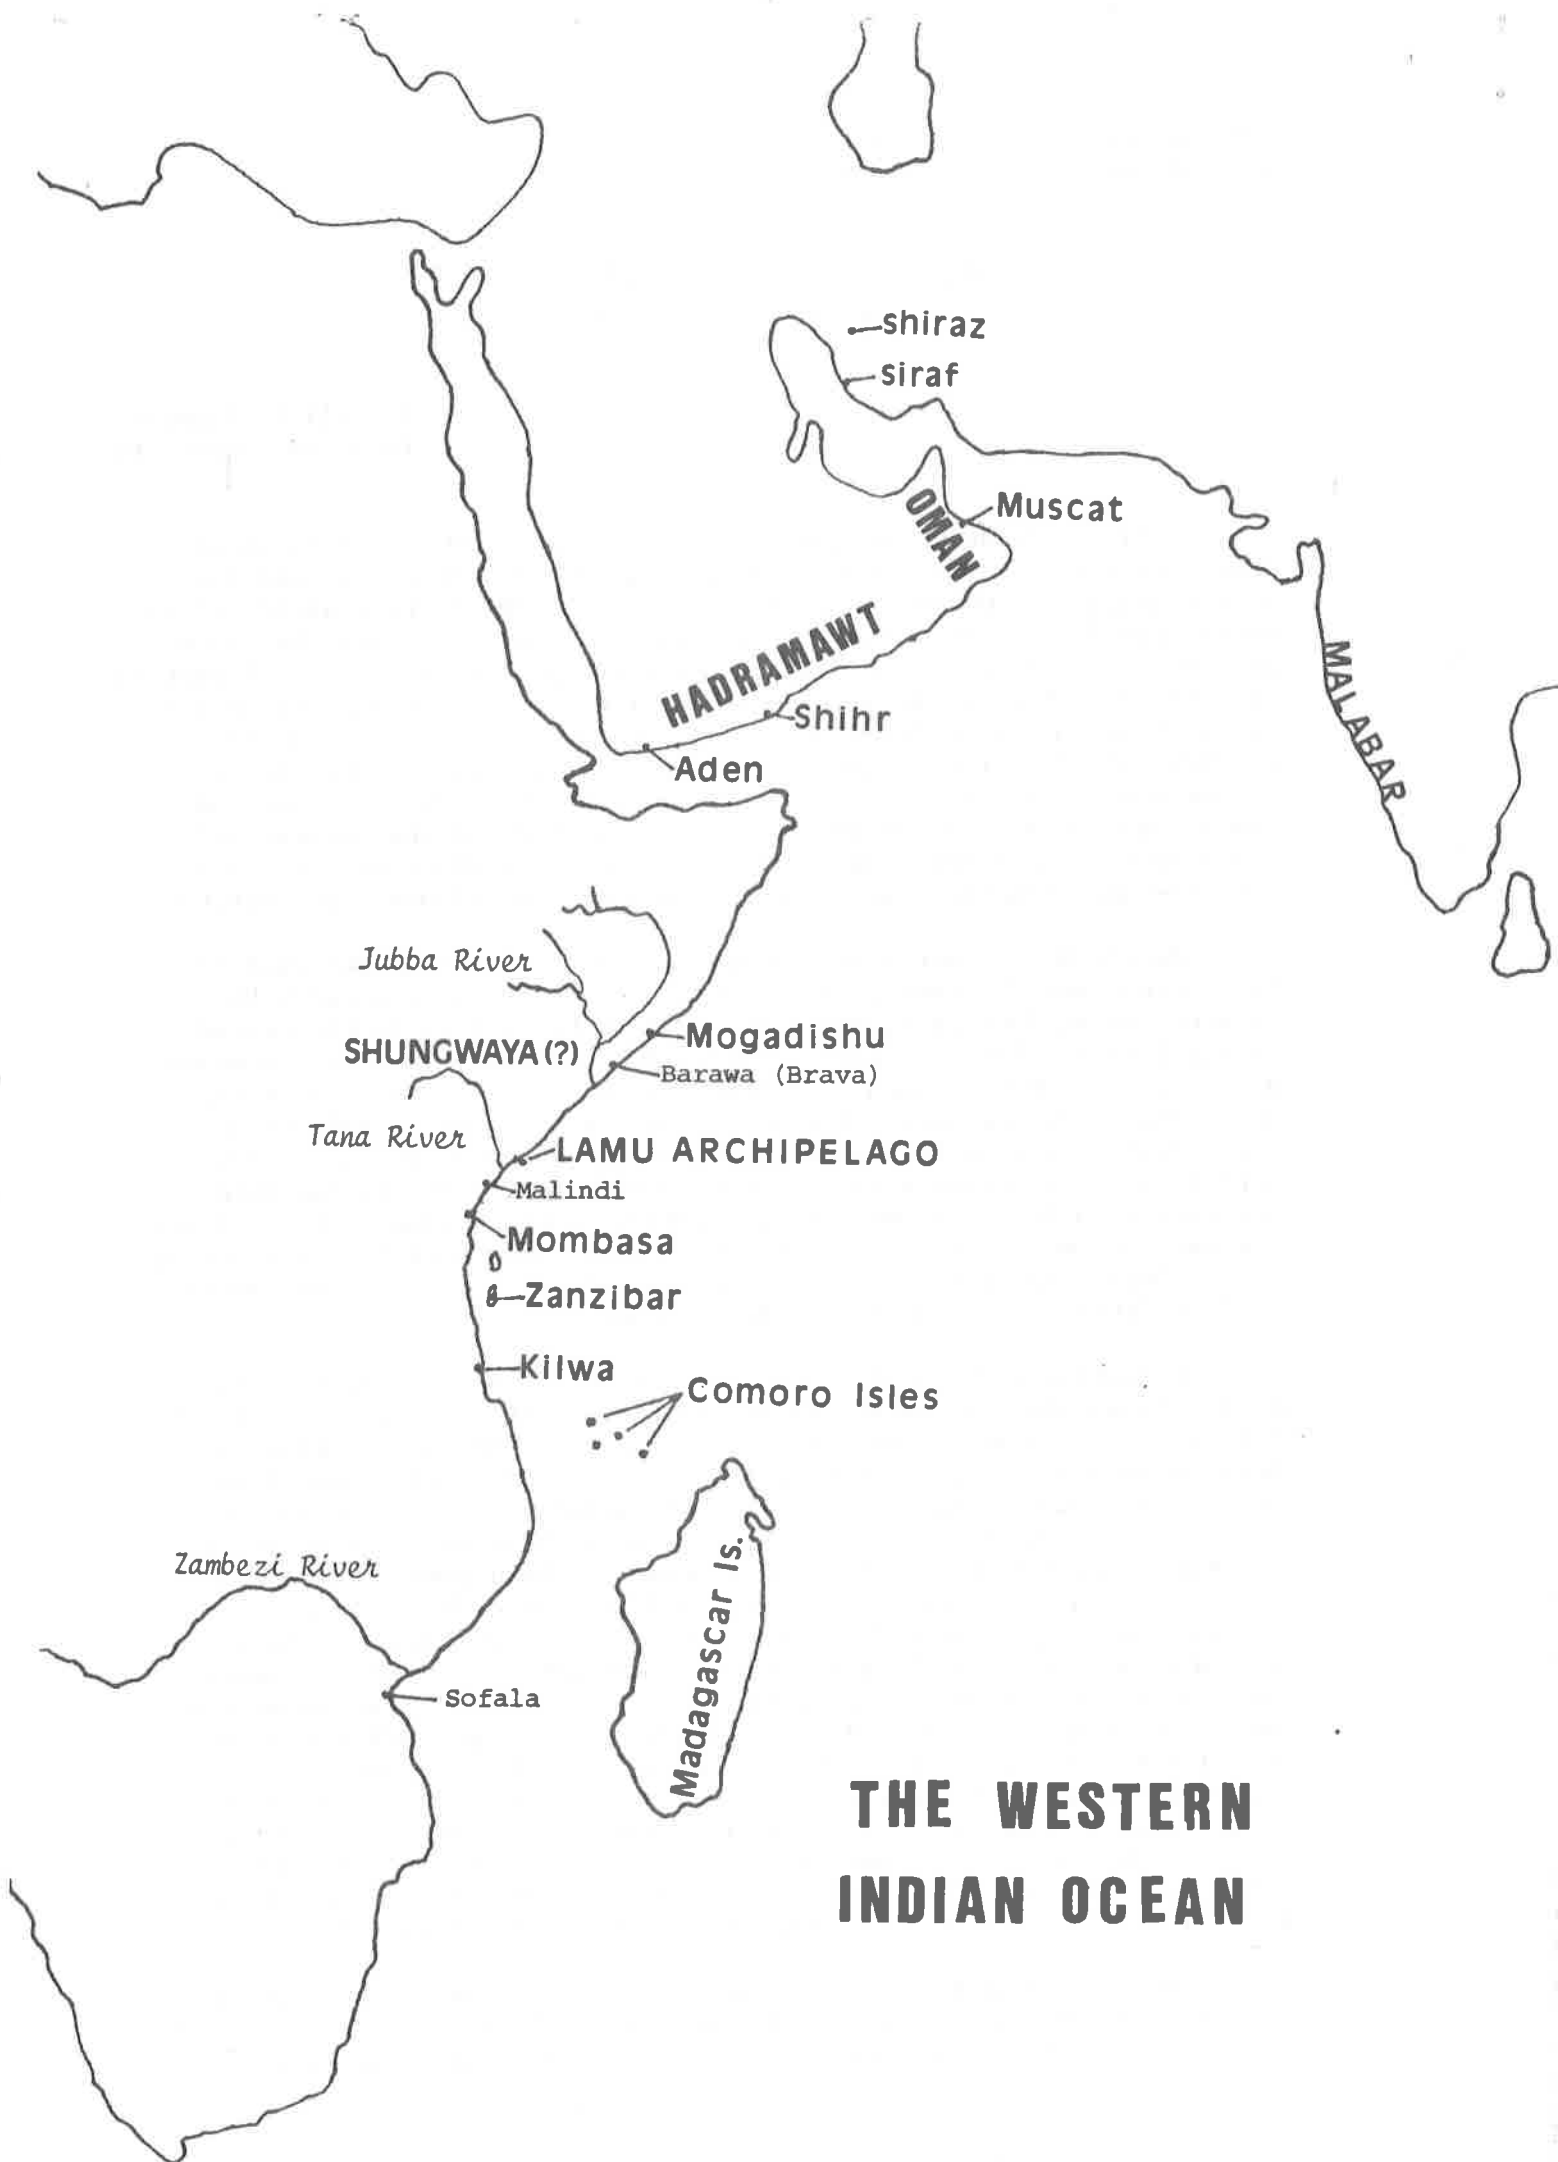 shiraz
siraf
Muscat
OMAN
HADRAMAWT
Shihr
Aden
MALABAR
Jubba River
SHUNGWAYA (?)
Mogadishu
Barawa (Brava)
Tana River
LAMU ARCHIPELAGO
Malindi
Mombasa
Zanzibar
Kilwa
Comoro Isles
Zambezi River
Madagascar Is.
Sofala
THE WESTERN
INDIAN OCEAN